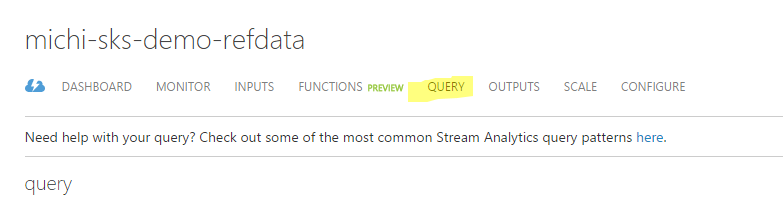 michi-sks-demo-refdata
DASHBOARD MONITOR INPUTS FUNCTIONS PREVIEW QUERY OUTPUTS SCALE CONFIGURE
Need help with your query? Check out some of the most common Stream Analytics query patterns here.
query